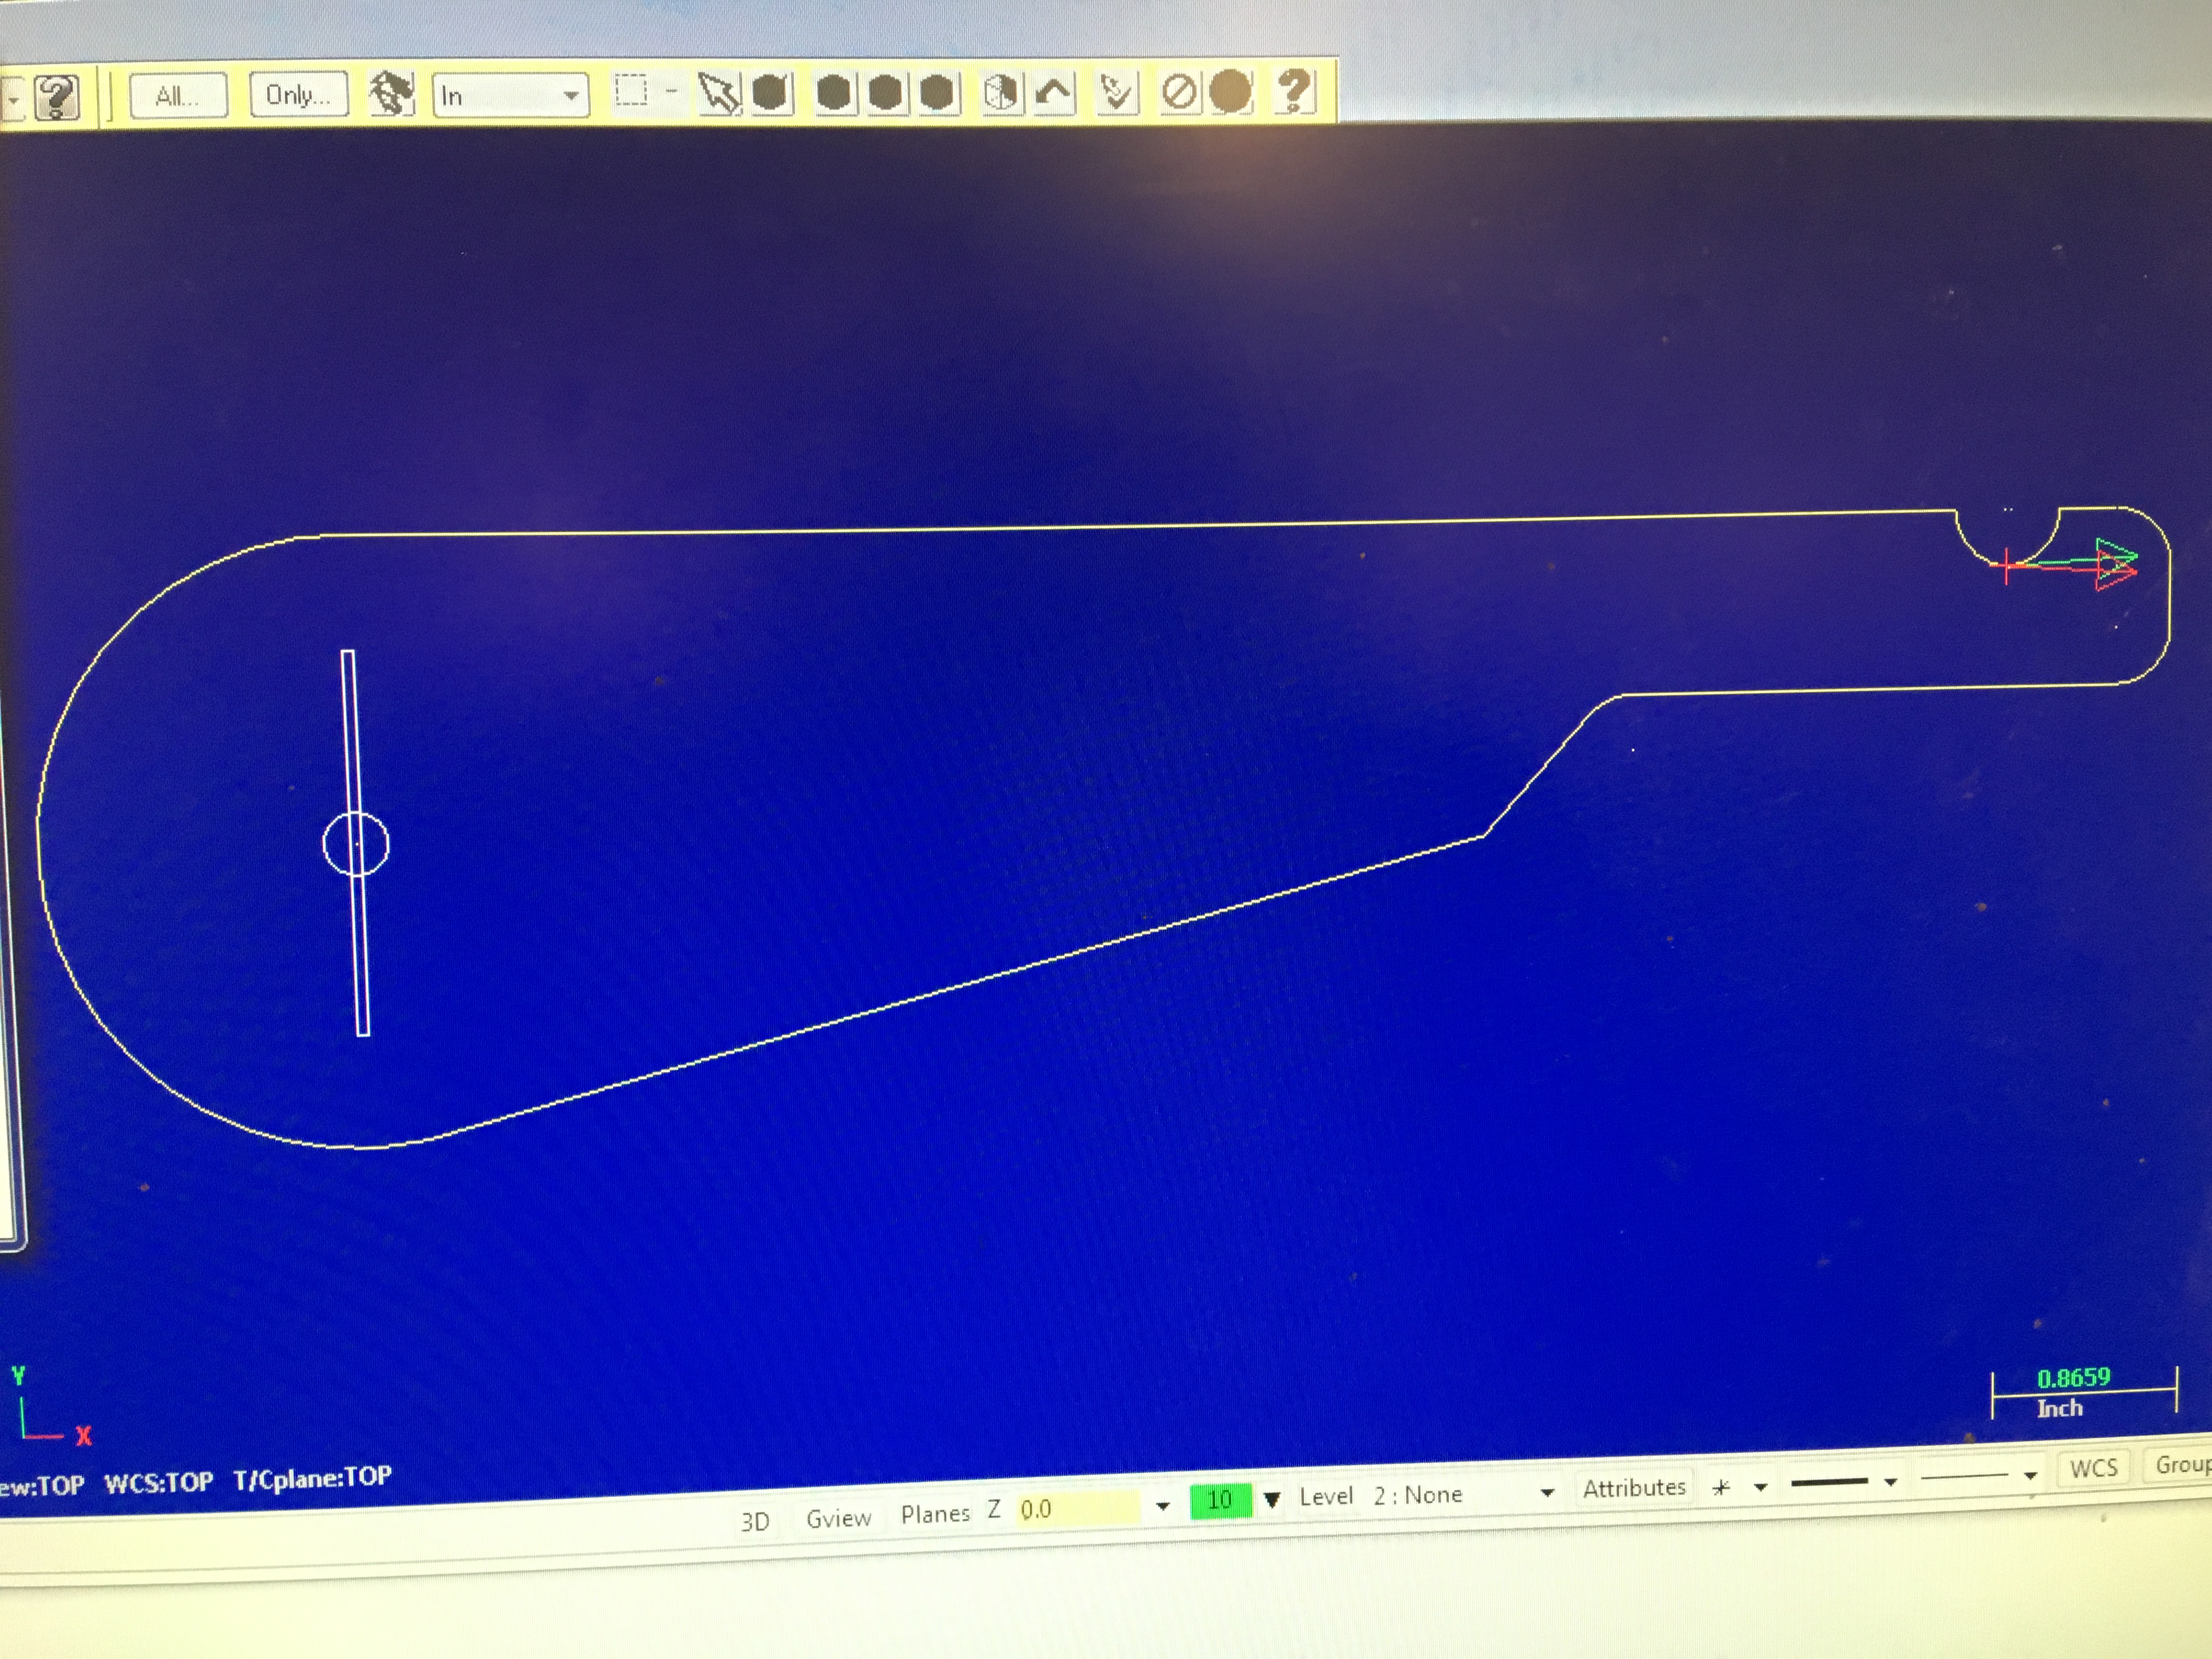 All... Only... In
0.8659
Inch
Y
X
ew:TOP WCS:TOP T/Cplane:TOP
3D Gview Planes Z 0.0 10 Level 2 : None Attributes WCS Group